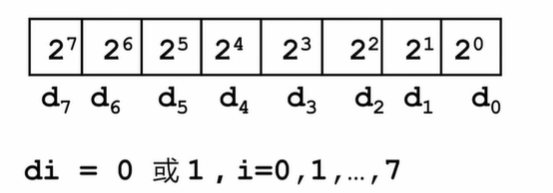 2⁷ 2⁶ 2⁵ 2⁴ 2³ 2² 2¹ 2⁰
d₇ d₆ d₅ d₄ d₃ d₂ d₁ d₀
di = 0 或 1 , i=0,1,…,7